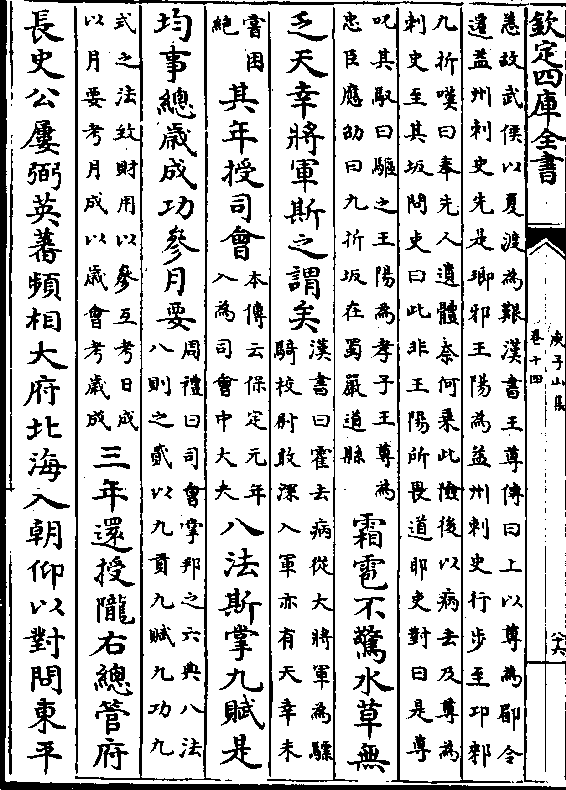 欽定四庫全書
庾子山集
卷十四
故武侯以夏渡為艱漢書王尊傳曰上以尊為郿令
遷益州刺史先是瑯邪王陽為益州刺史行步至邛郲
九折嘆曰奉先人遺體奈何乗此險後以病去及尊為
刺史至其坂問吏曰此非王陽所畏道耶吏對曰是尊
叱其馭曰驅之王陽為孝子王尊為
忠臣應劭曰九折坂在蜀嚴道縣
霜雹不驚水草無
乏天幸將軍斯之謂矣
漢書曰霍去病從大將軍為驃
騎校尉敢深入軍亦有天幸未
嘗困
絶
其年授司會
本傳云保定元年
入為司會中大夫
八法斯掌九賦是
均事總歲成功參月要
周禮曰司會掌邦之六典八法
八則之貳以九貢九賦九功九
式之法致財用以參互考日成
以月要考月成以歲會考歲成
三年還授隴右總管府
長史公屢弼英蕃頻相大府北海入朝仰以對問東平